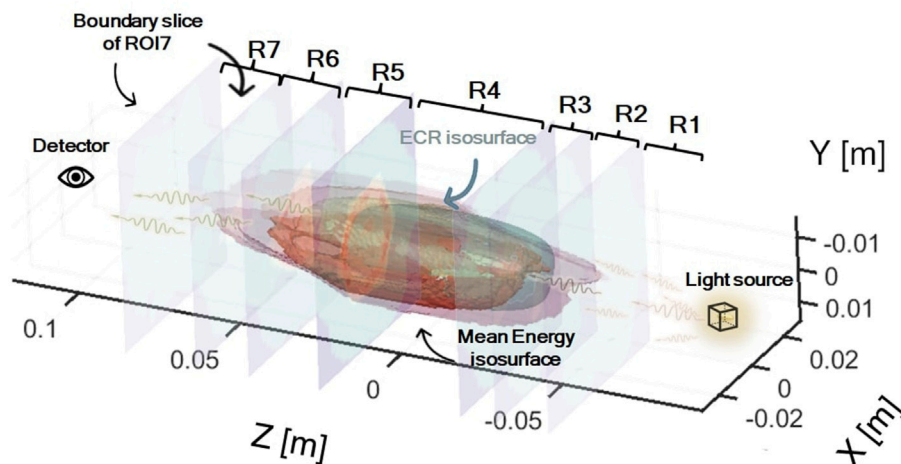 Boundary slice
of ROI7
R7
R6
R5
R4
R3
R2
R1
Detector
ECR isosurface
Y [m]
-0.01
0
0.01
Light source
Mean Energy
isosurface
0.1
0.05
0
-0.05
Z [m]
0.02
0
-0.02
X [m]